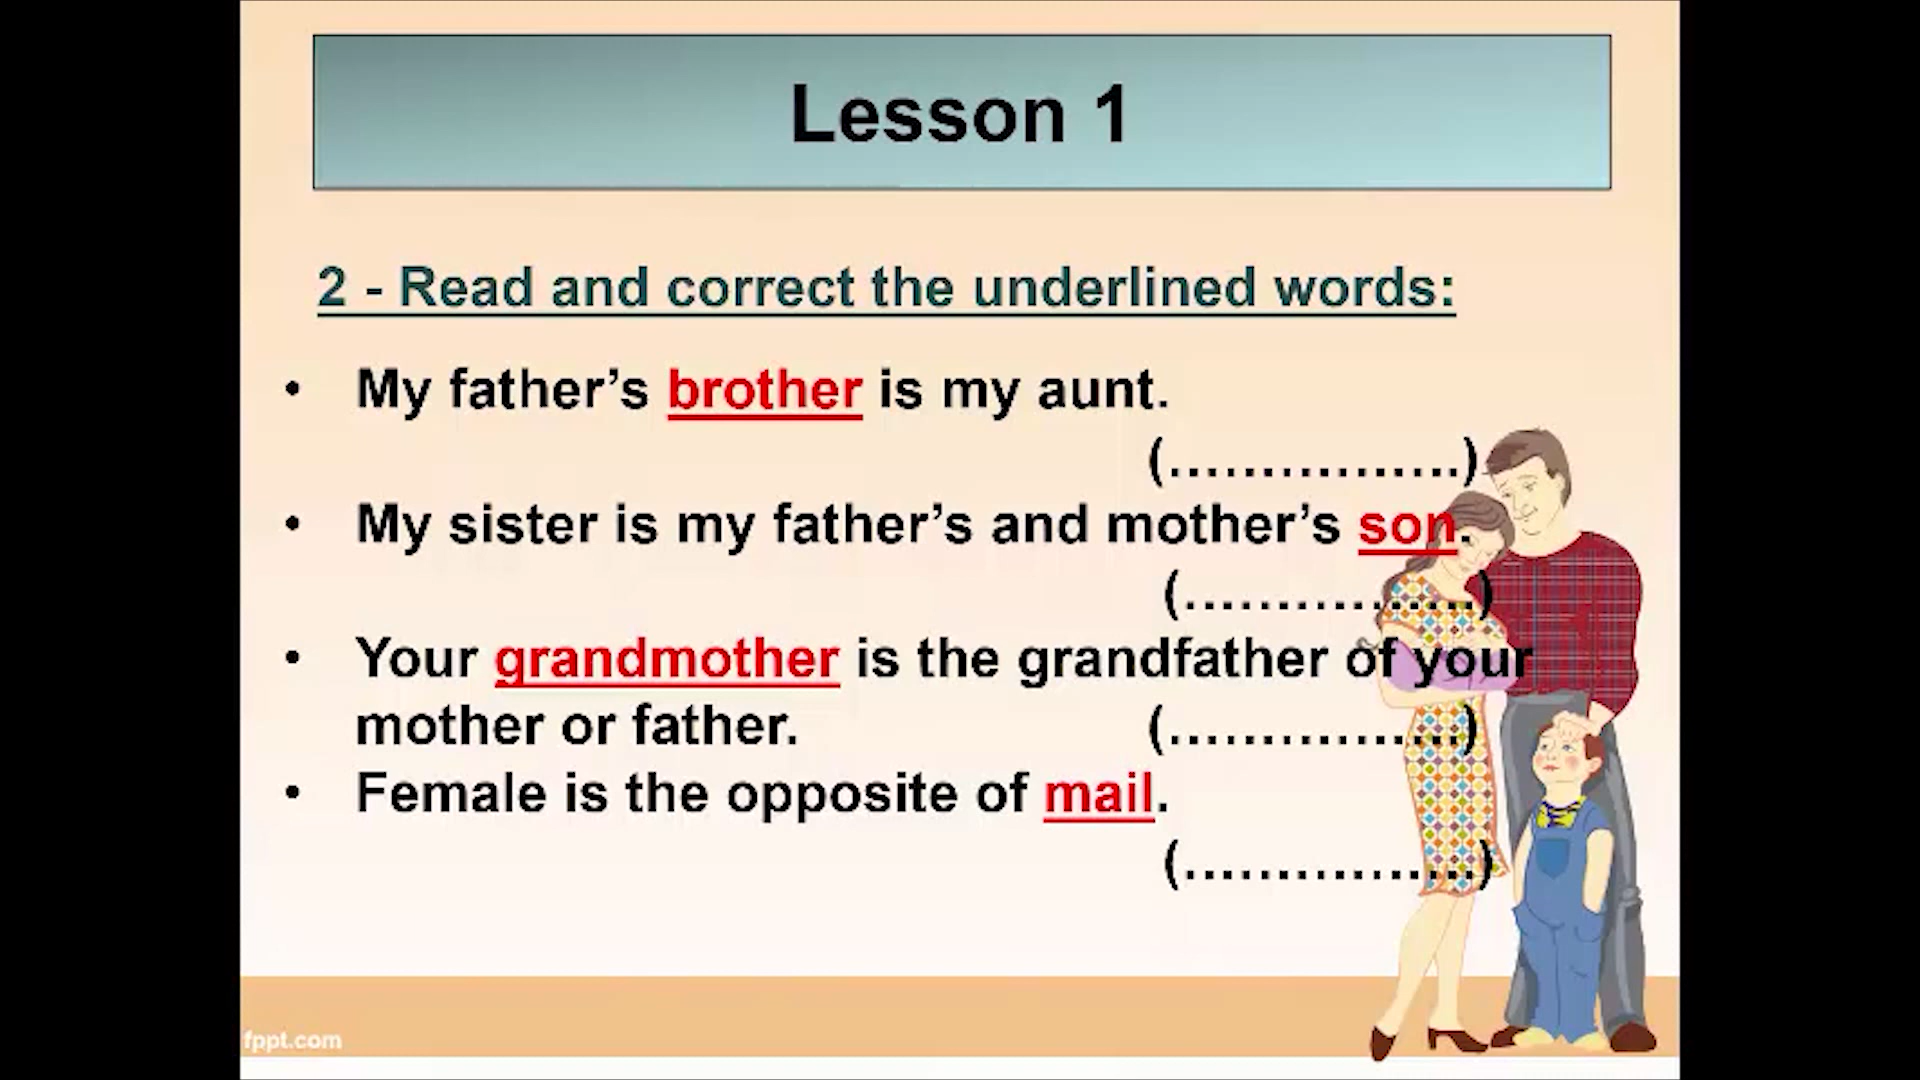 Lesson 1
2 - Read and correct the underlined words:
• My father’s brother is my aunt.
(…………….)
• My sister is my father’s and mother’s son.
(…………….)
• Your grandmother is the grandfather of your
mother or father. (…………….)
• Female is the opposite of mail.
(…………….)
fppt.com